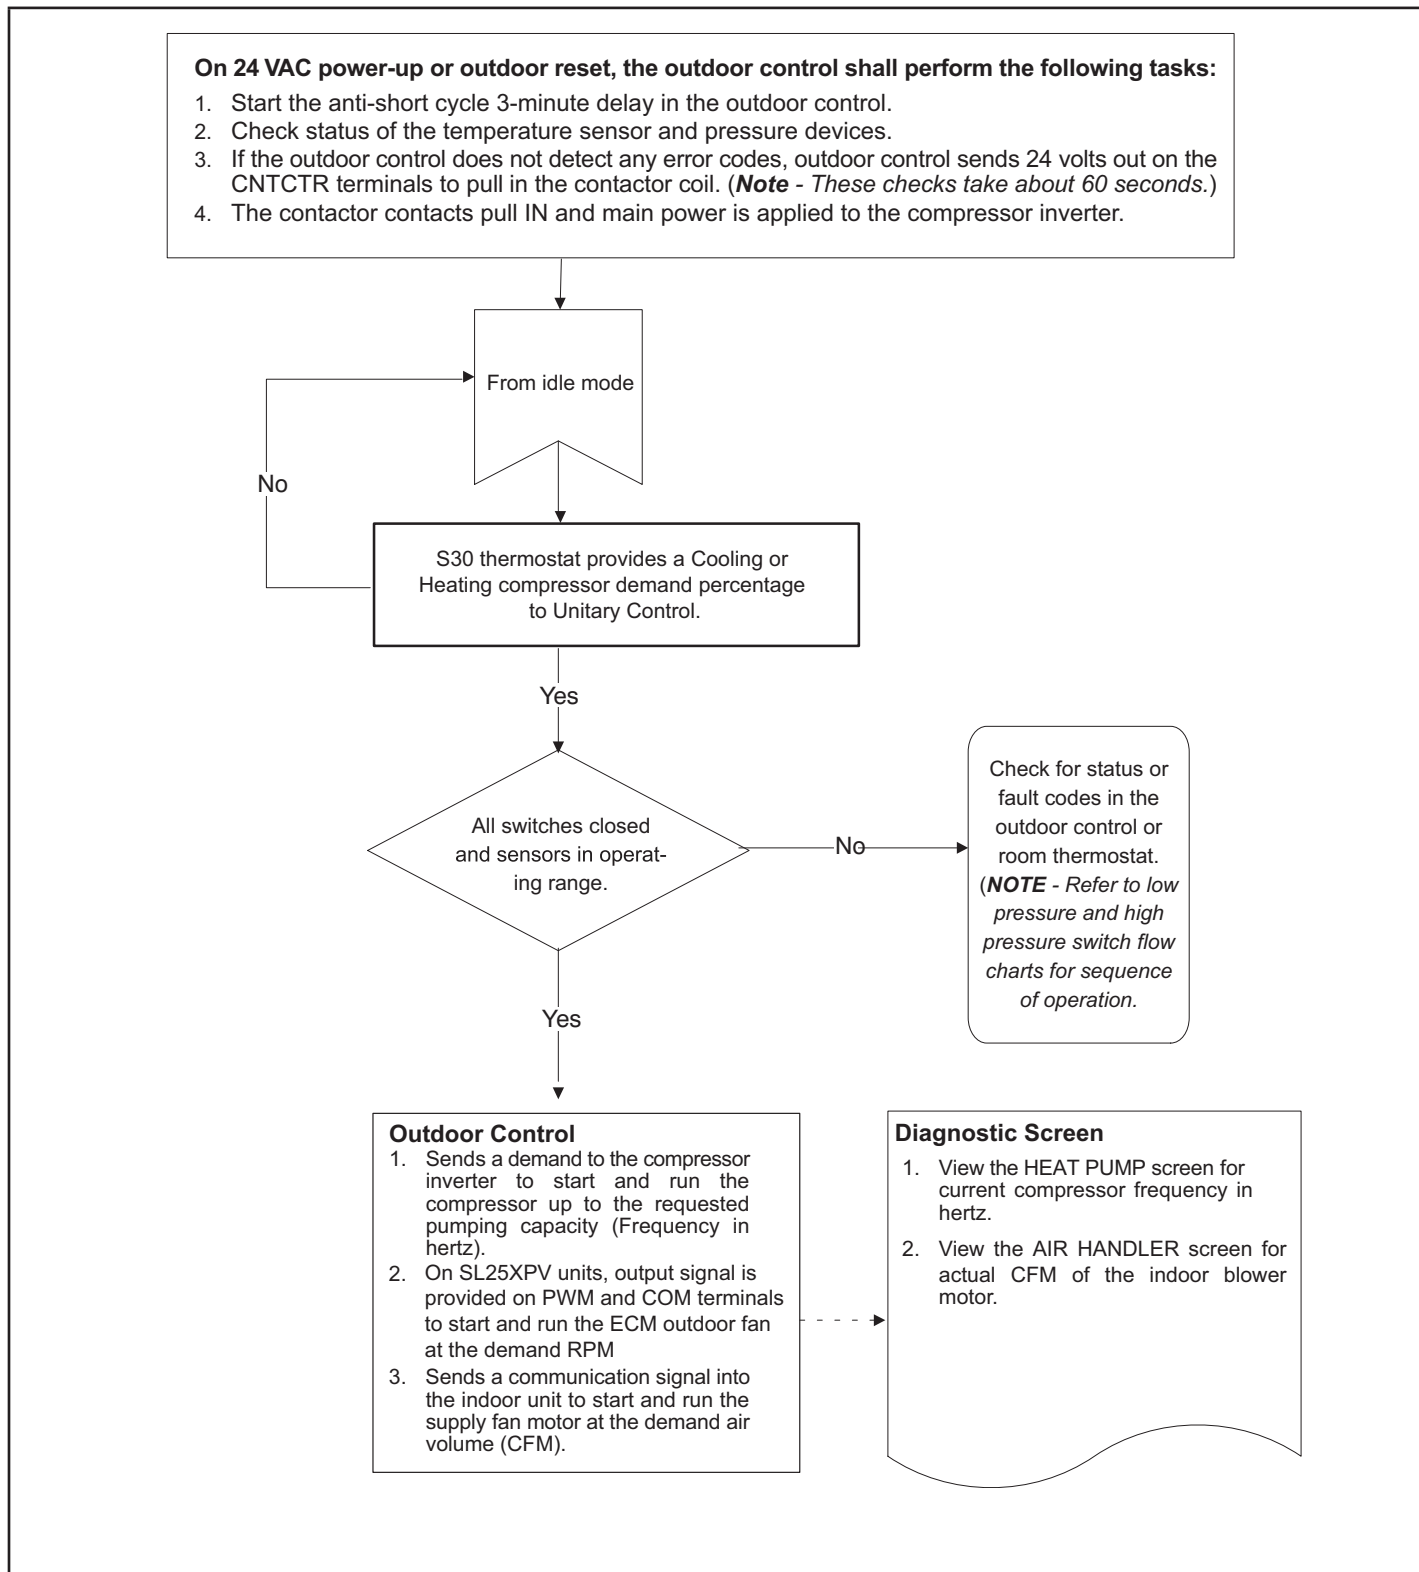 On 24 VAC power-up or outdoor reset, the outdoor control shall perform the following tasks:
1. Start the anti-short cycle 3-minute delay in the outdoor control.
2. Check status of the temperature sensor and pressure devices.
3. If the outdoor control does not detect any error codes, outdoor control sends 24 volts out on the
CNTCTR terminals to pull in the contactor coil. (Note - These checks take about 60 seconds.)
4. The contactor contacts pull IN and main power is applied to the compressor inverter.
From idle mode
No
S30 thermostat provides a Cooling or
Heating compressor demand percentage
to Unitary Control.
Yes
All switches closed
and sensors in operat-
ing range.
No
Check for status or
fault codes in the
outdoor control or
room thermostat.
(NOTE - Refer to low
pressure and high
pressure switch flow
charts for sequence
of operation.
Yes
Outdoor Control
1. Sends a demand to the compressor
inverter to start and run the
compressor up to the requested
pumping capacity (Frequency in
hertz).
2. On SL25XPV units, output signal is
provided on PWM and COM terminals
to start and run the ECM outdoor fan
at the demand RPM
3. Sends a communication signal into
the indoor unit to start and run the
supply fan motor at the demand air
volume (CFM).
Diagnostic Screen
1. View the HEAT PUMP screen for
current compressor frequency in
hertz.
2. View the AIR HANDLER screen for
actual CFM of the indoor blower
motor.